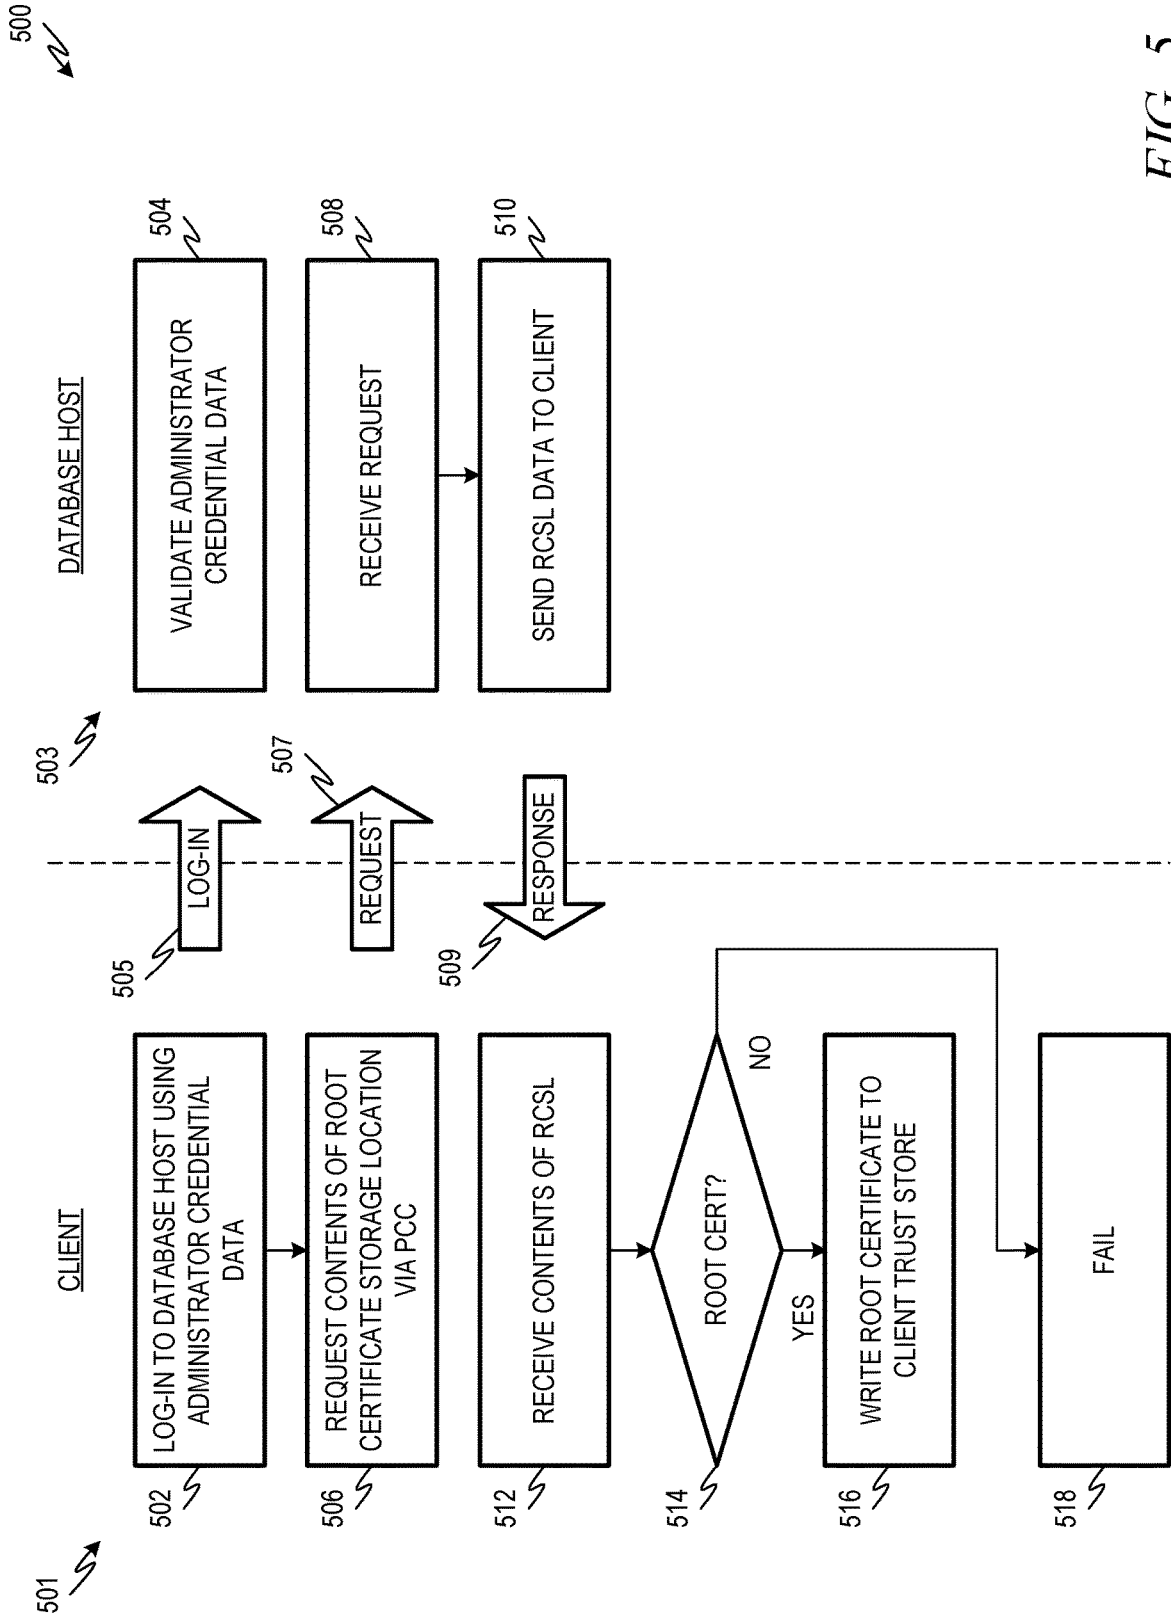 500
501
CLIENT
503
DATABASE HOST
502
LOG-IN TO DATABASE HOST USING
ADMINISTRATOR CREDENTIAL
DATA
505
LOG-IN
VALIDATE ADMINISTRATOR
CREDENTIAL DATA
504
506
REQUEST CONTENTS OF ROOT
CERTIFICATE STORAGE LOCATION
VIA PCC
REQUEST
507
RECEIVE REQUEST
508
512
RECEIVE CONTENTS OF RCSL
509
RESPONSE
SEND RCSL DATA TO CLIENT
510
514
ROOT CERT?
NO
YES
516
WRITE ROOT CERTIFICATE TO
CLIENT TRUST STORE
518
FAIL
FIG. 5